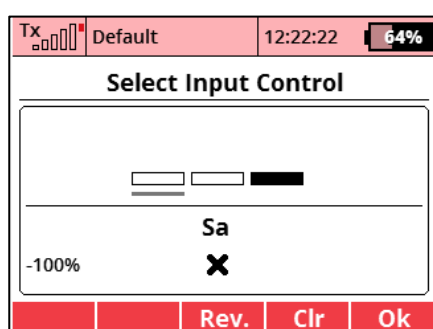 Tx Default 12:22:22 64%
Select Input Control
Sa
-100%
Rev. Clr Ok